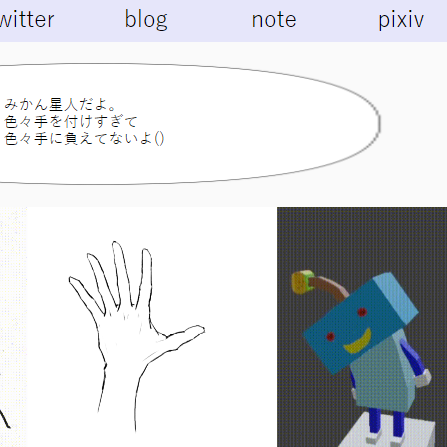 witter blog note pixiv
みかん星人だよ。
色々手を付けすぎて
色々手に負えてないよ()